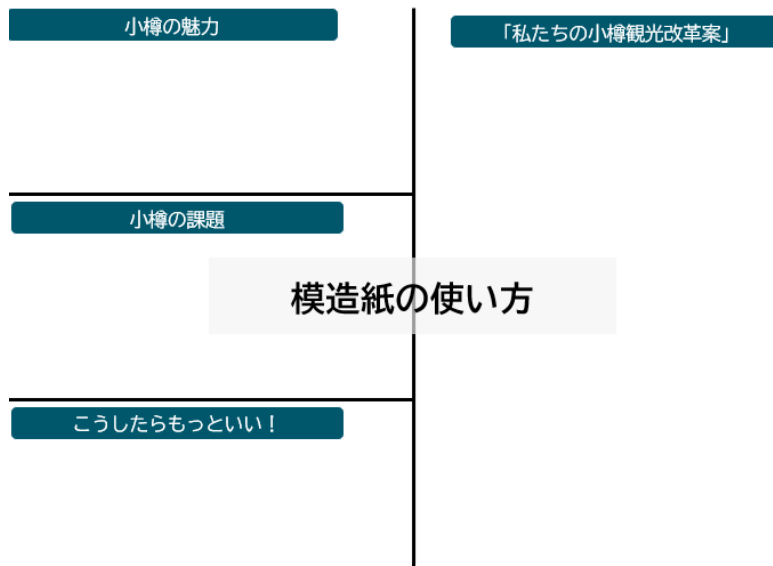 小樽の魅力
小樽の課題
こうしたらもっといい！
「私たちの小樽観光改革案」
模造紙の使い方